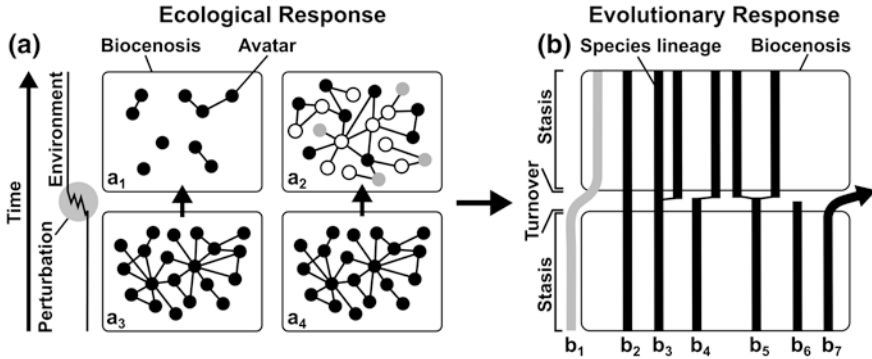 Ecological Response
Evolutionary Response
(a)
Biocenosis
Avatar
(b)
Species lineage
Biocenosis
Time
Environment
Perturbation
a1
a2
a3
a4
Stasis
Turnover
Stasis
b1
b2
b3
b4
b5
b6
b7